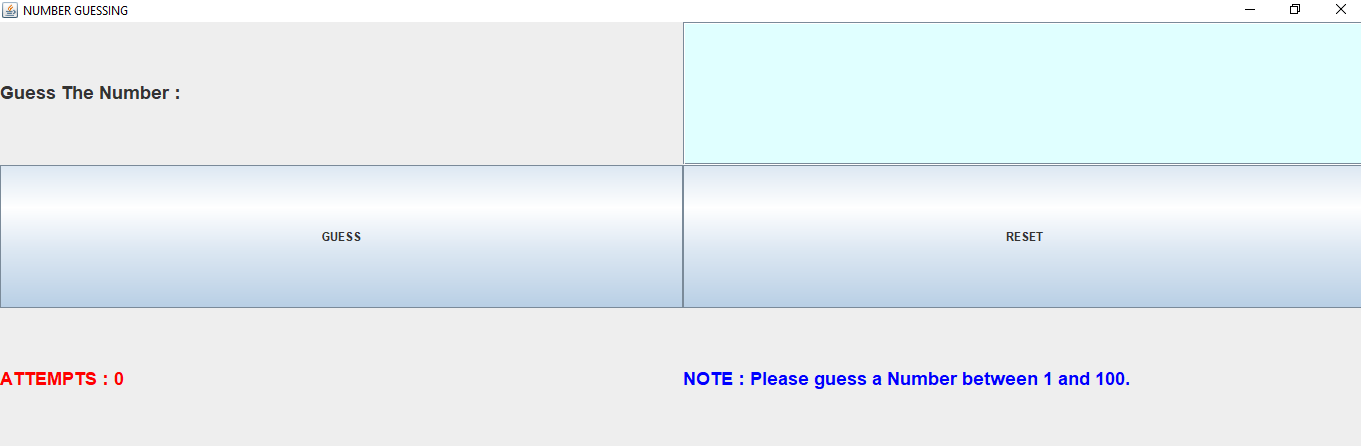 NUMBER GUESSING
Guess The Number :
GUESS
RESET
ATTEMPTS : 0
NOTE : Please guess a Number between 1 and 100.